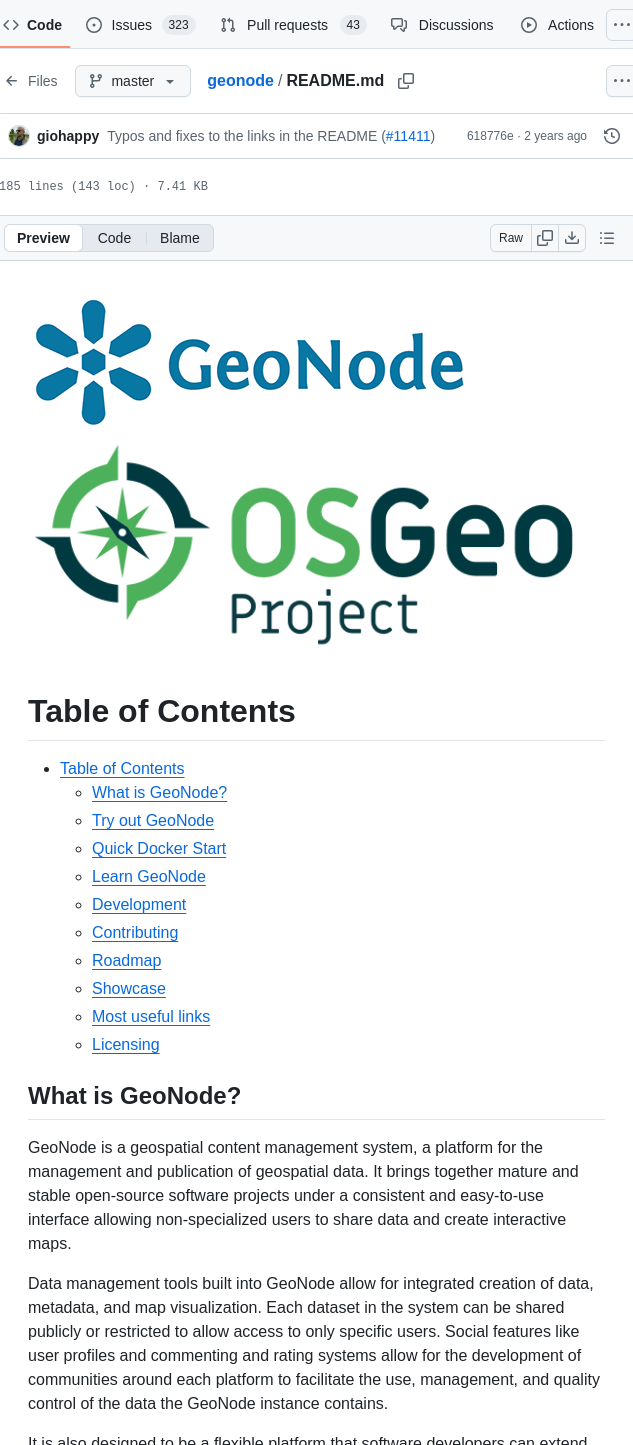 Code Issues 323 Pull requests 43 Discussions Actions
Files master geonode / README.md
giohappy Typos and fixes to the links in the README (#11411) 618776e · 2 years ago
185 lines (143 loc) · 7.41 KB
Preview Code Blame Raw
GeoNode
OSGeo
Project
Table of Contents
Table of Contents
What is GeoNode?
Try out GeoNode
Quick Docker Start
Learn GeoNode
Development
Contributing
Roadmap
Showcase
Most useful links
Licensing
What is GeoNode?
GeoNode is a geospatial content management system, a platform for the
management and publication of geospatial data. It brings together mature and
stable open-source software projects under a consistent and easy-to-use
interface allowing non-specialized users to share data and create interactive
maps.
Data management tools built into GeoNode allow for integrated creation of data,
metadata, and map visualization. Each dataset in the system can be shared
publicly or restricted to allow access to only specific users. Social features like
user profiles and commenting and rating systems allow for the development of
communities around each platform to facilitate the use, management, and quality
control of the data the GeoNode instance contains.
It is also designed to be a flexible platform that software developers can extend,